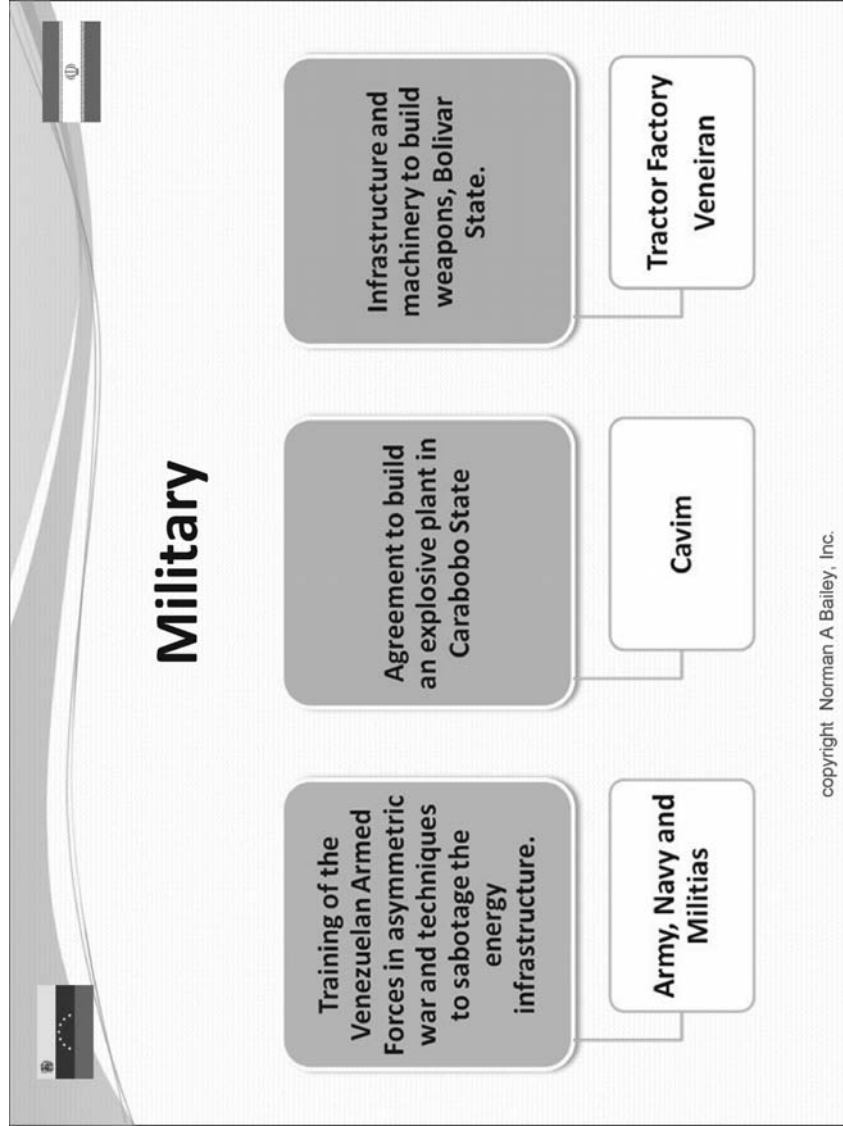 Military
Training of the
Venezuelan Armed
Forces in asymmetric
war and techniques
to sabotage the
energy
infrastructure.
Army, Navy and
Militias
Agreement to build
an explosive plant in
Carabobo State
Cavim
Infrastructure and
machinery to build
weapons, Bolivar
State.
Tractor Factory
Veneiran
copyright Norman A Bailey, Inc.